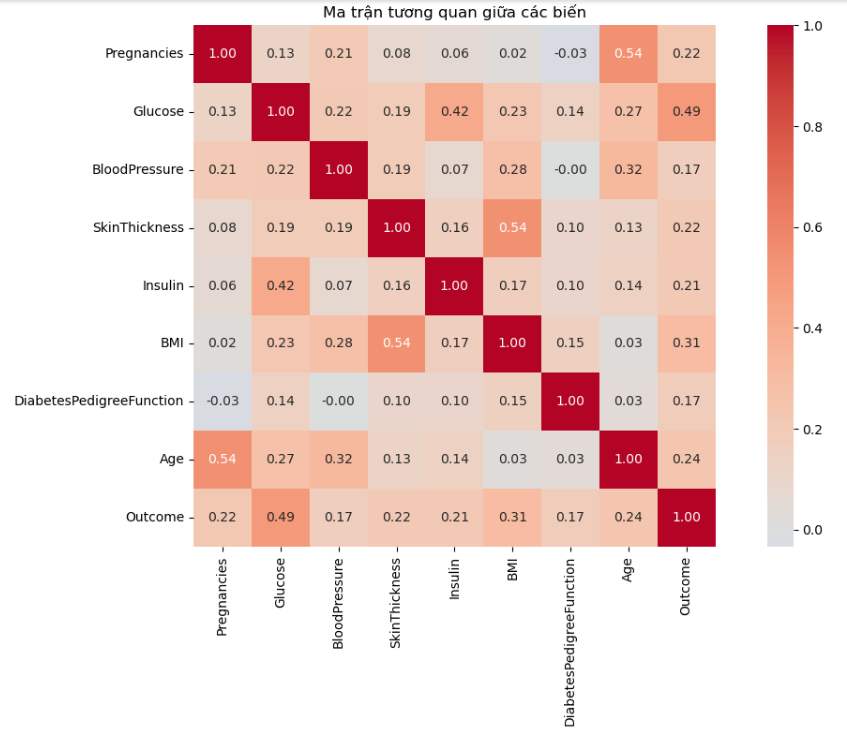 Ma trận tương quan giữa các biến
Pregnancies 1.00 0.13 0.21 0.08 0.06 0.02 -0.03 0.54 0.22
Glucose 0.13 1.00 0.22 0.19 0.42 0.23 0.14 0.27 0.49
BloodPressure 0.21 0.22 1.00 0.19 0.07 0.28 -0.00 0.32 0.17
SkinThickness 0.08 0.19 0.19 1.00 0.16 0.54 0.10 0.13 0.22
Insulin 0.06 0.42 0.07 0.16 1.00 0.17 0.10 0.14 0.21
BMI 0.02 0.23 0.28 0.54 0.17 1.00 0.15 0.03 0.31
DiabetesPedigreeFunction -0.03 0.14 -0.00 0.10 0.10 0.15 1.00 0.03 0.17
Age 0.54 0.27 0.32 0.13 0.14 0.03 0.03 1.00 0.24
Outcome 0.22 0.49 0.17 0.22 0.21 0.31 0.17 0.24 1.00
Pregnancies
Glucose
BloodPressure
SkinThickness
Insulin
BMI
DiabetesPedigreeFunction
Age
Outcome
1.0
0.8
0.6
0.4
0.2
0.0